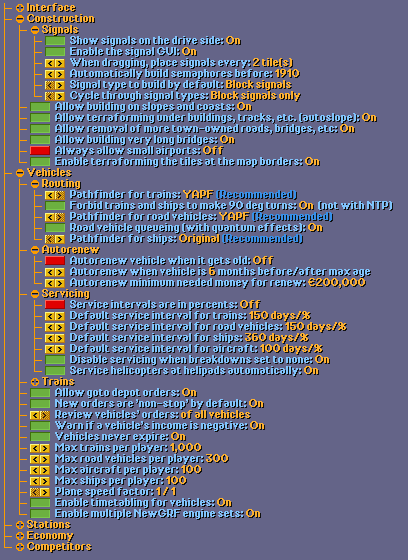 Interface
Construction
Signals
Show signals on the drive side: On
Enable the signal GUI: On
When dragging, place signals every: 2 tile(s)
Automatically build semaphores before: 1910
Signal type to build by default: Block signals
Cycle through signal types: Block signals only
Allow building on slopes and coasts: On
Allow terraforming under buildings, tracks, etc. (autoslope): On
Allow removal of more town-owned roads, bridges, etc: On
Allow building very long bridges: On
Always allow small airports: Off
Enable terraforming the tiles at the map borders: On
Vehicles
Routing
Pathfinder for trains: YAPF (Recommended)
Forbid trains and ships to make 90 deg turns: On (not with NTP)
Pathfinder for road vehicles: YAPF (Recommended)
Road vehicle queueing (with quantum effects): On
Pathfinder for ships: Original (Recommended)
Autorenew
Autorenew vehicle when it gets old: Off
Autorenew when vehicle is 6 months before/after max age
Autorenew minimum needed money for renew: €200,000
Servicing
Service intervals are in percents: Off
Default service interval for trains: 150 days/%
Default service interval for road vehicles: 150 days/%
Default service interval for ships: 360 days/%
Default service interval for aircraft: 100 days/%
Disable servicing when breakdowns set to none: On
Service helicopters at helipads automatically: On
Trains
Allow goto depot orders: On
New orders are 'non-stop' by default: On
Review vehicles' orders: of all vehicles
Warn if a vehicle's income is negative: On
Vehicles never expire: On
Max trains per player: 1,000
Max road vehicles per player: 300
Max aircraft per player: 100
Max ships per player: 100
Plane speed factor: 1 / 1
Enable timetabling for vehicles: On
Enable multiple NewGRF engine sets: On
Stations
Economy
Competitors